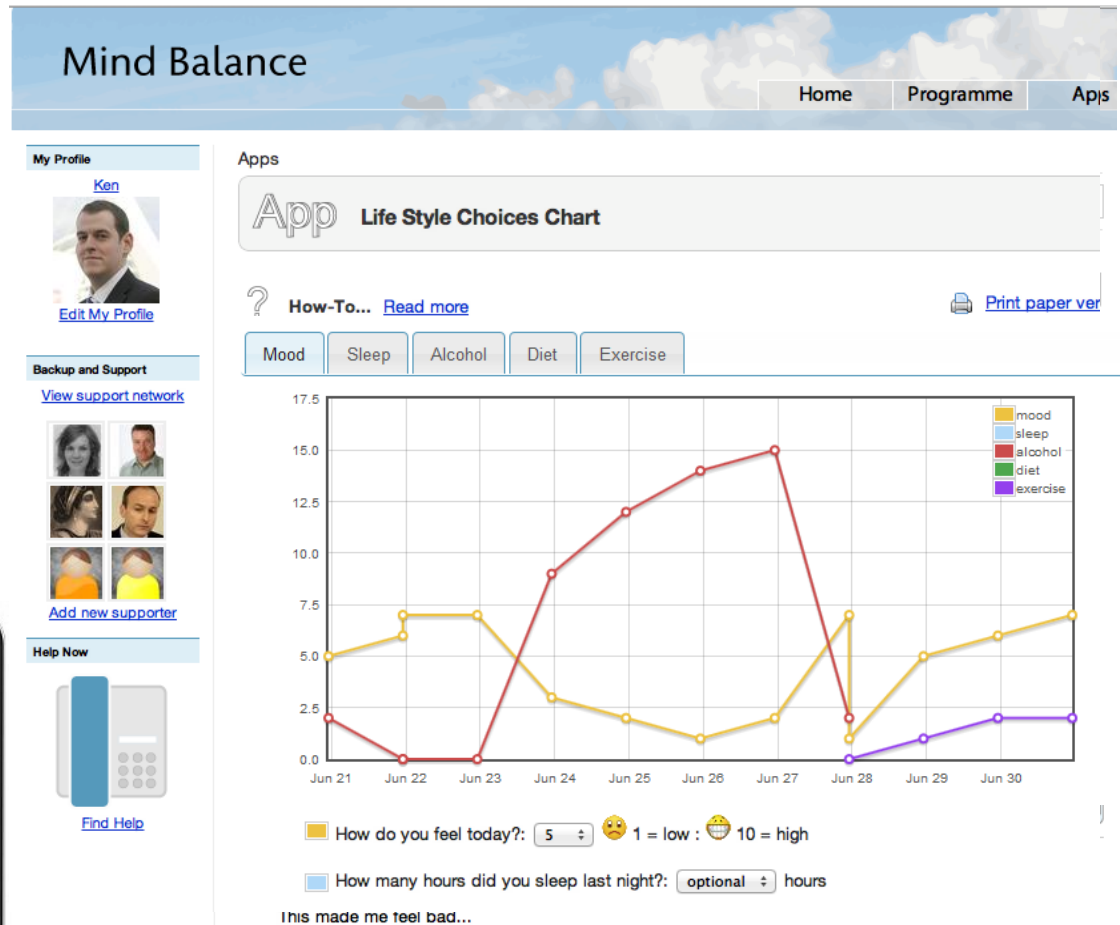 Mind Balance
Home Programme Apps
My Profile
Ken
Edit My Profile
Backup and Support
View support network
Add new supporter
Help Now
Find Help
Apps
App Life Style Choices Chart
? How-To... Read more
Print paper ver
Mood Sleep Alcohol Diet Exercise
17.5
15.0
12.5
10.0
7.5
5.0
2.5
0.0
mood
sleep
alcohol
diet
exercise
Jun 21 Jun 22 Jun 23 Jun 24 Jun 25 Jun 26 Jun 27 Jun 28 Jun 29 Jun 30
How do you feel today?: 5 1 = low : 10 = high
How many hours did you sleep last night?: optional hours
This made me feel bad...